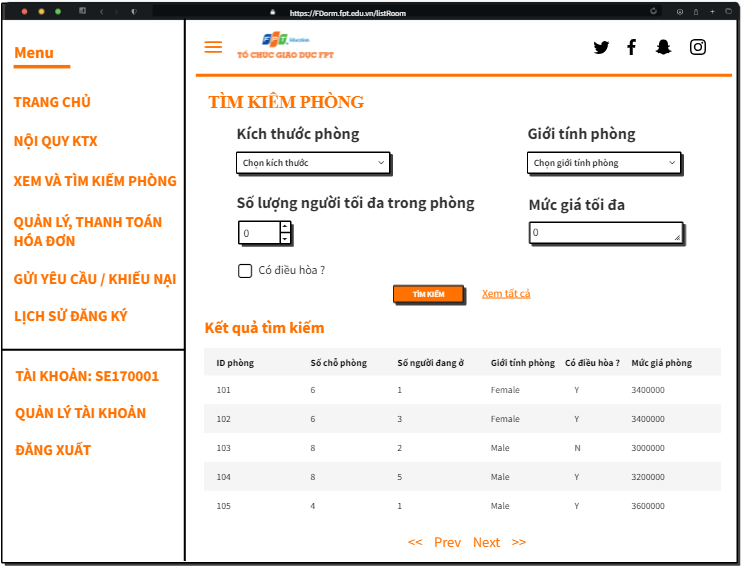 https://FDorm.fpt.edu.vn/listRoom
Menu
TRANG CHỦ
NỘI QUY KTX
XEM VÀ TÌM KIẾM PHÒNG
QUẢN LÝ, THANH TOÁN
HÓA ĐƠN
GỬI YÊU CẦU / KHIẾU NẠI
LỊCH SỬ ĐĂNG KÝ
TÀI KHOẢN: SE170001
QUẢN LÝ TÀI KHOẢN
ĐĂNG XUẤT
FPT Education
TỔ CHỨC GIÁO DỤC FPT
TÌM KIẾM PHÒNG
Kích thước phòng
Giới tính phòng
Chọn kích thước
Chọn giới tính phòng
Số lượng người tối đa trong phòng
Mức giá tối đa
0
0
Có điều hòa ?
TÌM KIẾM
Xem tất cả
Kết quả tìm kiếm
ID phòng Số chỗ phòng Số người đang ở Giới tính phòng Có điều hòa ? Mức giá phòng
101 6 1 Female Y 3400000
102 6 3 Female Y 3400000
103 8 2 Male N 3000000
104 8 5 Male Y 3200000
105 4 1 Male Y 3600000
<< Prev Next >>